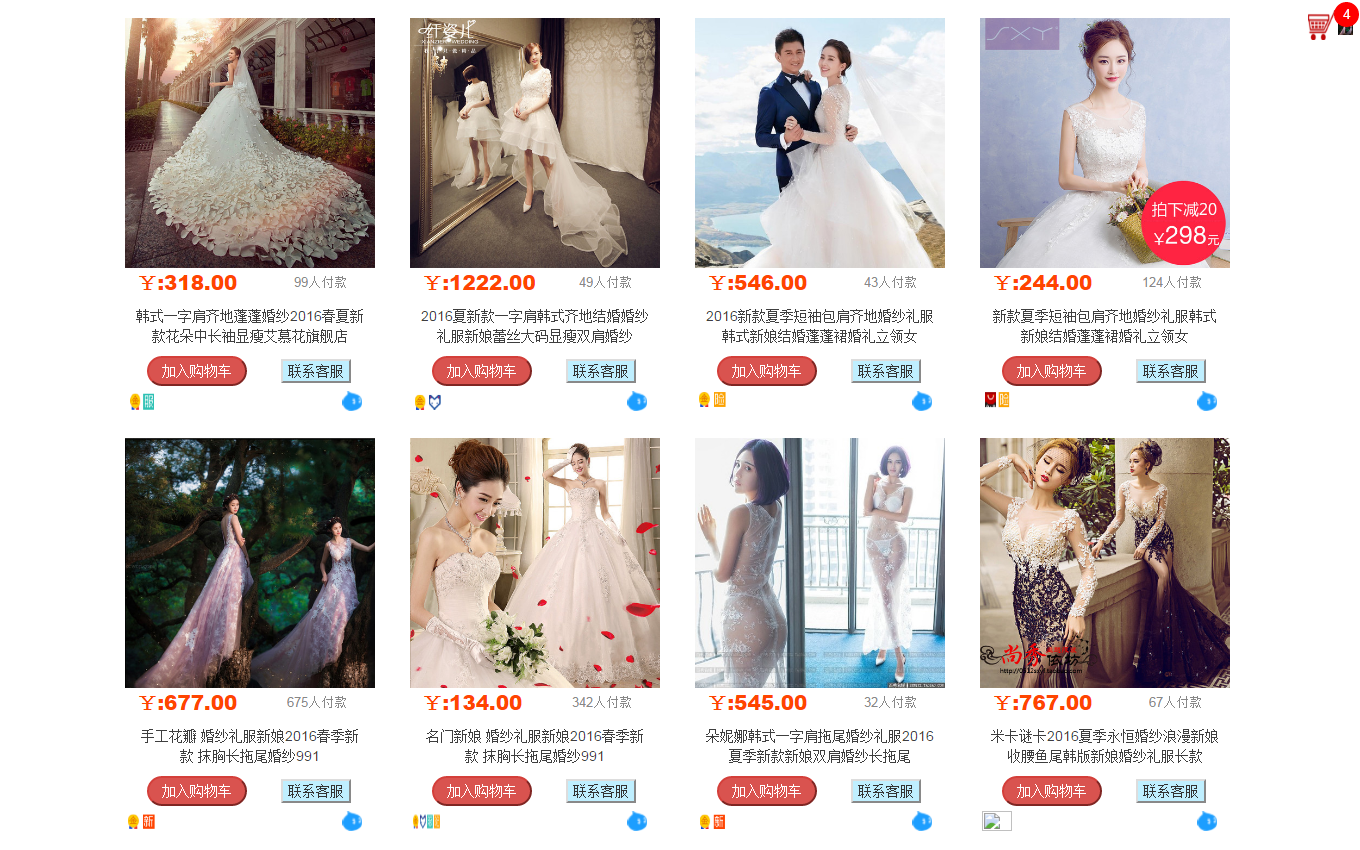 4
轩姿儿
XUANZIER WEDDING
SXY
拍下减20
¥298元
¥:318.00 99人付款
¥:1222.00 49人付款
¥:546.00 43人付款
¥:244.00 124人付款
韩式一字肩齐地蓬蓬婚纱2016春夏新
款花朵中长袖显瘦艾慕花旗舰店
2016夏新款一字肩韩式齐地结婚婚纱
礼服新娘蕾丝大码显瘦双肩婚纱
2016新款夏季短袖包肩齐地婚纱礼服
韩式新娘结婚蓬蓬裙婚礼立领女
新款夏季短袖包肩齐地婚纱礼服韩式
新娘结婚蓬蓬裙婚礼立领女
加入购物车 联系客服
加入购物车 联系客服
加入购物车 联系客服
加入购物车 联系客服
服
尚秀
¥:677.00 675人付款
¥:134.00 342人付款
¥:545.00 32人付款
¥:767.00 67人付款
手工花瓣 婚纱礼服新娘2016春季新
款 抹胸长拖尾婚纱991
名门新娘 婚纱礼服新娘2016春季新
款 抹胸长拖尾婚纱991
朵妮娜韩式一字肩拖尾婚纱礼服2016
夏季新款新娘双肩婚纱长拖尾
米卡谜卡2016夏季永恒婚纱浪漫新娘
收腰鱼尾韩版新娘婚纱礼服长款
加入购物车 联系客服
加入购物车 联系客服
加入购物车 联系客服
加入购物车 联系客服
新
新